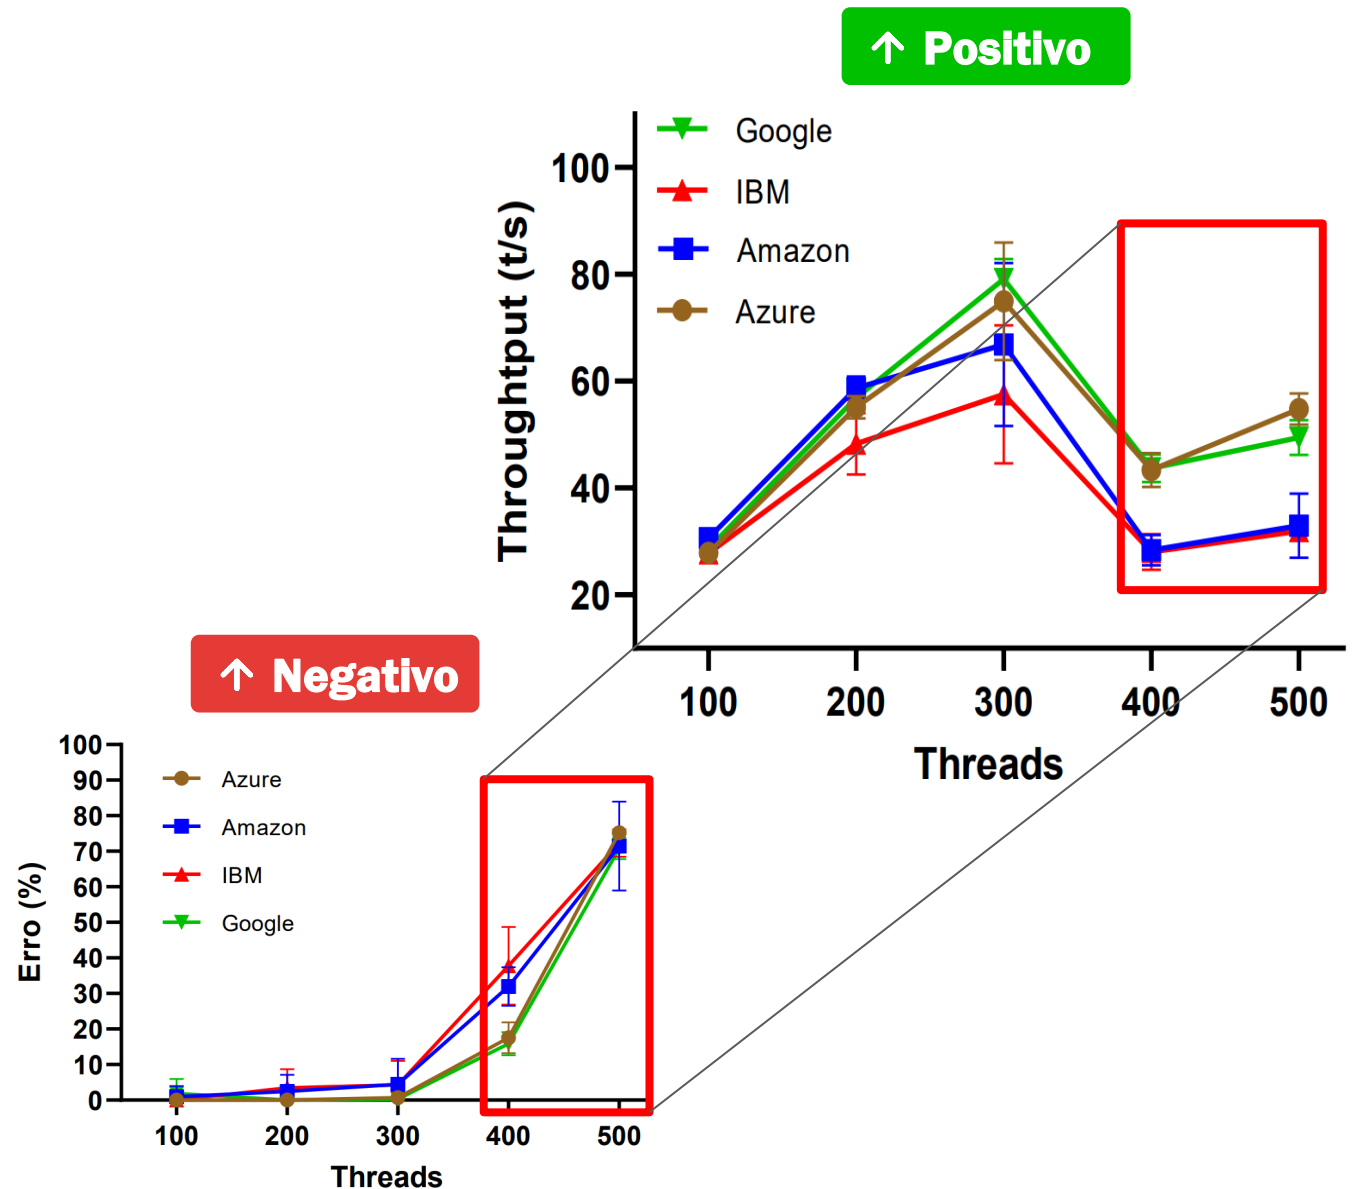 ↑ Positivo
Google
IBM
Amazon
Azure
100
80
60
40
20
Throughtput (t/s)
100 200 300 400 500
Threads
↑ Negativo
100
90
80
70
60
50
40
30
20
10
0
Erro (%)
Azure
Amazon
IBM
Google
100 200 300 400 500
Threads